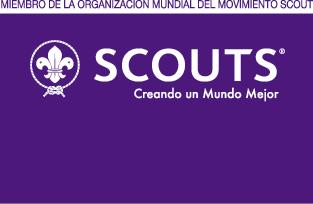 MIEMBRO DE LA ORGANIZACION MUNDIAL DEL MOVIMIENTO SCOUT
SCOUTS®
Creando un Mundo Mejor